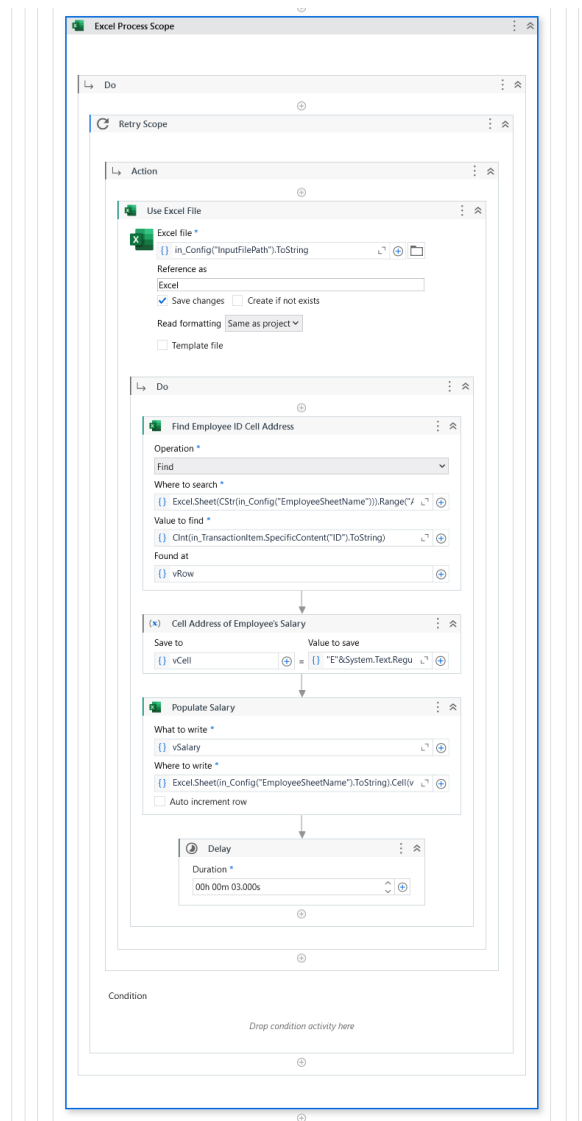 Excel Process Scope
Do
Retry Scope
Action
Use Excel File
Excel file *
in_Config("InputFilePath").ToString
Reference as
Excel
Save changes Create if not exists
Read formatting Same as project
Template file
Do
Find Employee ID Cell Address
Operation *
Find
Where to search *
Excel.Sheet(CStr(in_Config("EmployeeSheetName"))).Range("A
Value to find *
CInt(in_TransactionItem.SpecificContent("ID").ToString)
Found at
vRow
(x) Cell Address of Employee's Salary
Save to Value to save
vCell = "E"&System.Text.Regu
Populate Salary
What to write *
vSalary
Where to write *
Excel.Sheet(in_Config("EmployeeSheetName").ToString).Cell(v
Auto increment row
Delay
Duration *
00h 00m 03.000s
Condition
Drop condition activity here